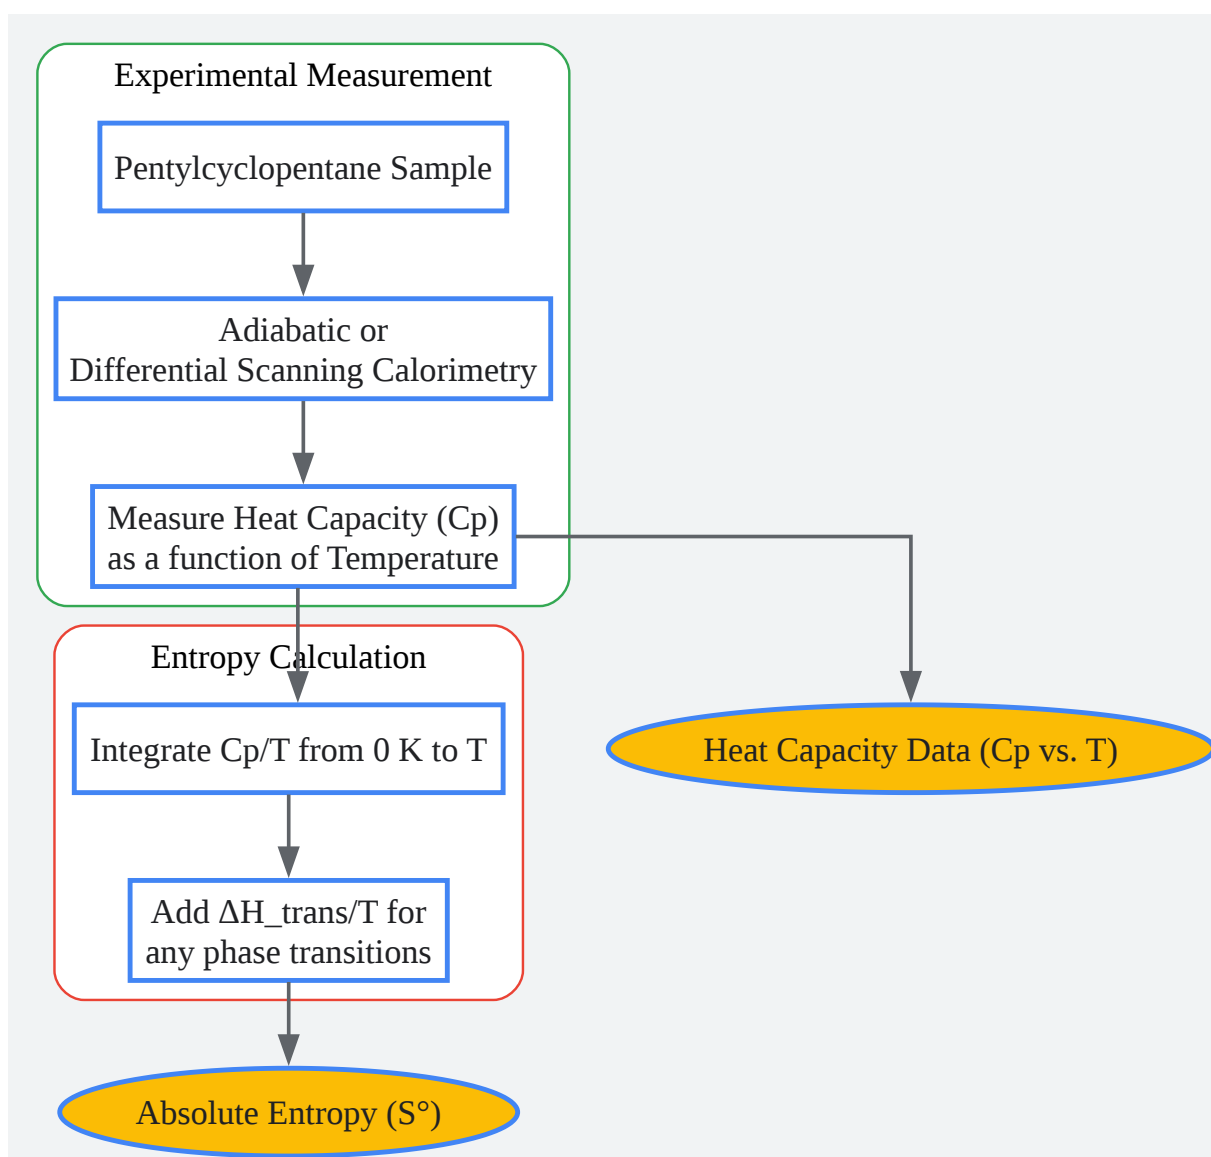 Experimental Measurement
Pentylcyclopentane Sample
Adiabatic or
Differential Scanning Calorimetry
Measure Heat Capacity (Cp)
as a function of Temperature
Entropy Calculation
Integrate Cp/T from 0 K to T
Heat Capacity Data (Cp vs. T)
Add ΔH_trans/T for
any phase transitions
Absolute Entropy (S°)